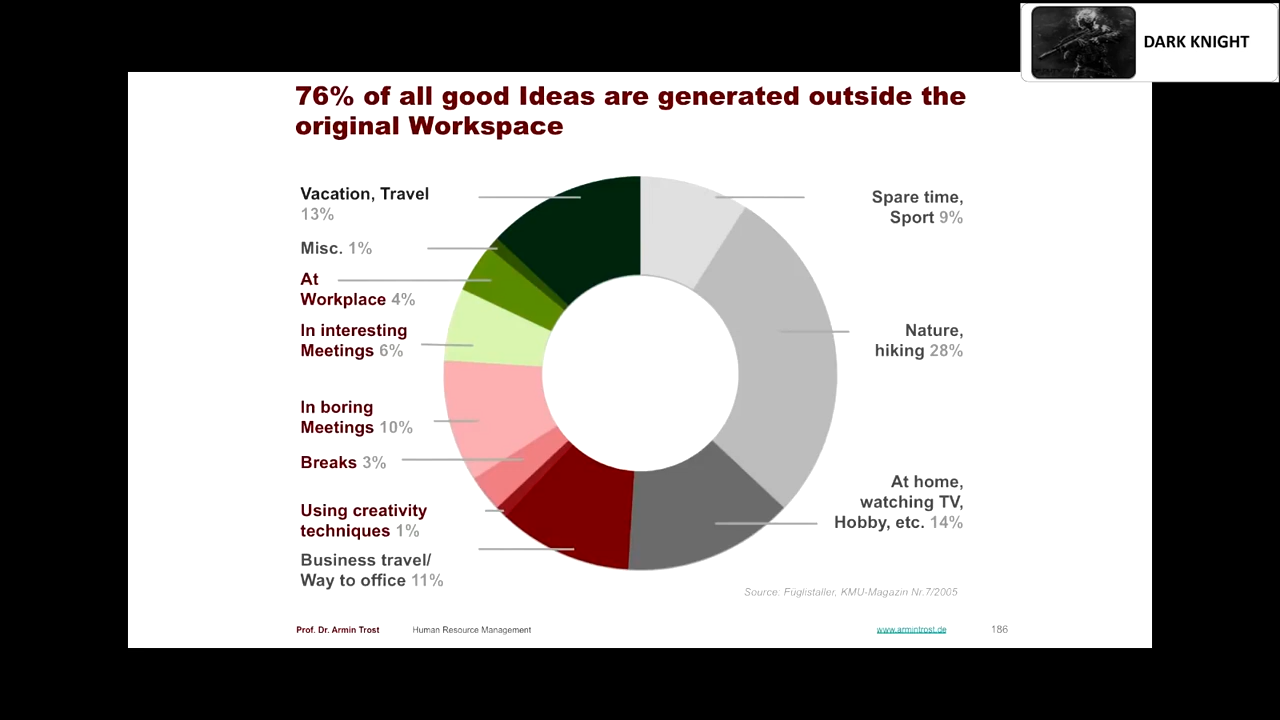 DARK KNIGHT
76% of all good Ideas are generated outside the
original Workspace
Vacation, Travel
13%
Misc. 1%
At
Workplace 4%
In interesting
Meetings 6%
In boring
Meetings 10%
Breaks 3%
Using creativity
techniques 1%
Business travel/
Way to office 11%
Spare time,
Sport 9%
Nature,
hiking 28%
At home,
watching TV,
Hobby, etc. 14%
Source: Füglistaller, KMU-Magazin Nr.7/2005
Prof. Dr. Armin Trost Human Resource Management www.armintrost.de 186